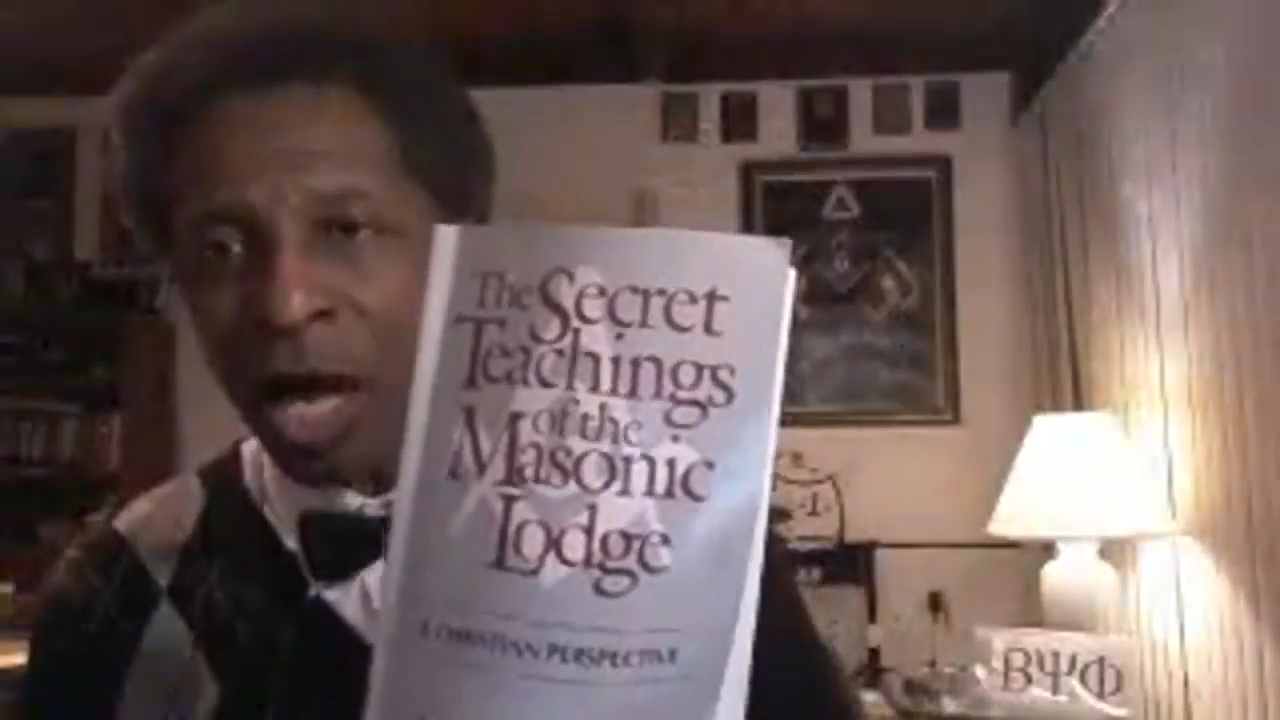 The Secret
Teachings
of the
Masonic
Lodge
A CHRISTIAN PERSPECTIVE
ΒΨΦ